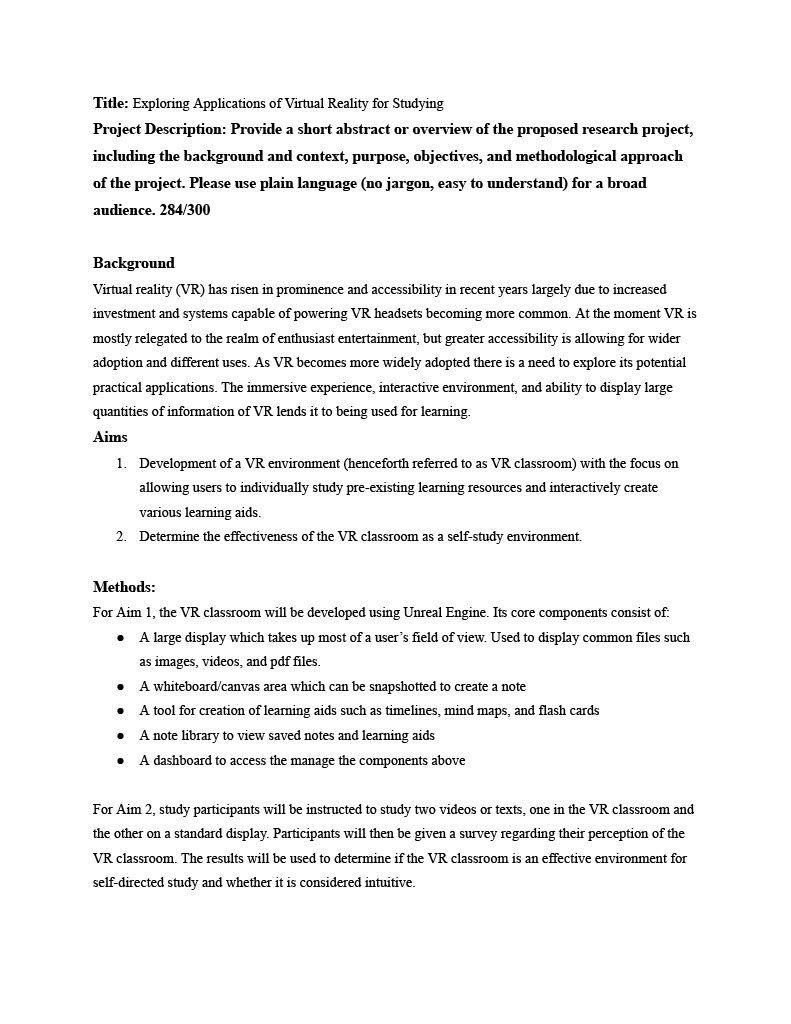 Title: Exploring Applications of Virtual Reality for Studying
Project Description: Provide a short abstract or overview of the proposed research project,
including the background and context, purpose, objectives, and methodological approach
of the project. Please use plain language (no jargon, easy to understand) for a broad
audience. 284/300
Background
Virtual reality (VR) has risen in prominence and accessibility in recent years largely due to increased
investment and systems capable of powering VR headsets becoming more common. At the moment VR is
mostly relegated to the realm of enthusiast entertainment, but greater accessibility is allowing for wider
adoption and different uses. As VR becomes more widely adopted there is a need to explore its potential
practical applications. The immersive experience, interactive environment, and ability to display large
quantities of information of VR lends it to being used for learning.
Aims
1. Development of a VR environment (henceforth referred to as VR classroom) with the focus on
allowing users to individually study pre-existing learning resources and interactively create
various learning aids.
2. Determine the effectiveness of the VR classroom as a self-study environment.
Methods:
For Aim 1, the VR classroom will be developed using Unreal Engine. Its core components consist of:
● A large display which takes up most of a user's field of view. Used to display common files such
as images, videos, and pdf files.
● A whiteboard/canvas area which can be snapshotted to create a note
● A tool for creation of learning aids such as timelines, mind maps, and flash cards
● A note library to view saved notes and learning aids
● A dashboard to access the manage the components above
For Aim 2, study participants will be instructed to study two videos or texts, one in the VR classroom and
the other on a standard display. Participants will then be given a survey regarding their perception of the
VR classroom. The results will be used to determine if the VR classroom is an effective environment for
self-directed study and whether it is considered intuitive.